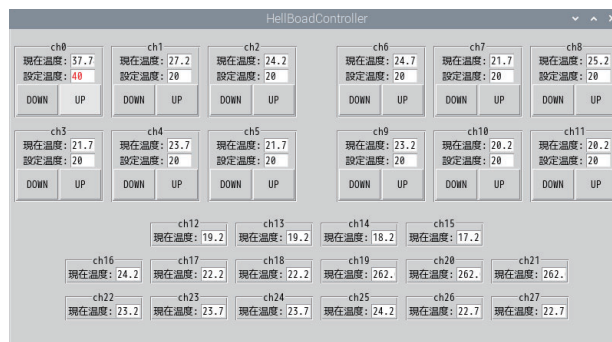 HellBoadController
ch0 ch1 ch2 ch6 ch7 ch8
現在温度: 37.7 現在温度: 27.2 現在温度: 24.2 現在温度: 24.7 現在温度: 21.7 現在温度: 25.2
設定温度: 40 設定温度: 20 設定温度: 20 設定温度: 20 設定温度: 20 設定温度: 20
DOWN UP DOWN UP DOWN UP DOWN UP DOWN UP DOWN UP
ch3 ch4 ch5 ch9 ch10 ch11
現在温度: 21.7 現在温度: 23.7 現在温度: 21.7 現在温度: 23.2 現在温度: 20.2 現在温度: 20.2
設定温度: 20 設定温度: 20 設定温度: 20 設定温度: 20 設定温度: 20 設定温度: 20
DOWN UP DOWN UP DOWN UP DOWN UP DOWN UP DOWN UP
ch12 ch13 ch14 ch15
現在温度: 19.2 現在温度: 19.2 現在温度: 18.2 現在温度: 17.2
ch16 ch17 ch18 ch19 ch20 ch21
現在温度: 24.2 現在温度: 22.2 現在温度: 22.2 現在温度: 262. 現在温度: 262. 現在温度: 262.
ch22 ch23 ch24 ch25 ch26 ch27
現在温度: 23.2 現在温度: 23.7 現在温度: 23.7 現在温度: 24.2 現在温度: 22.7 現在温度: 22.7